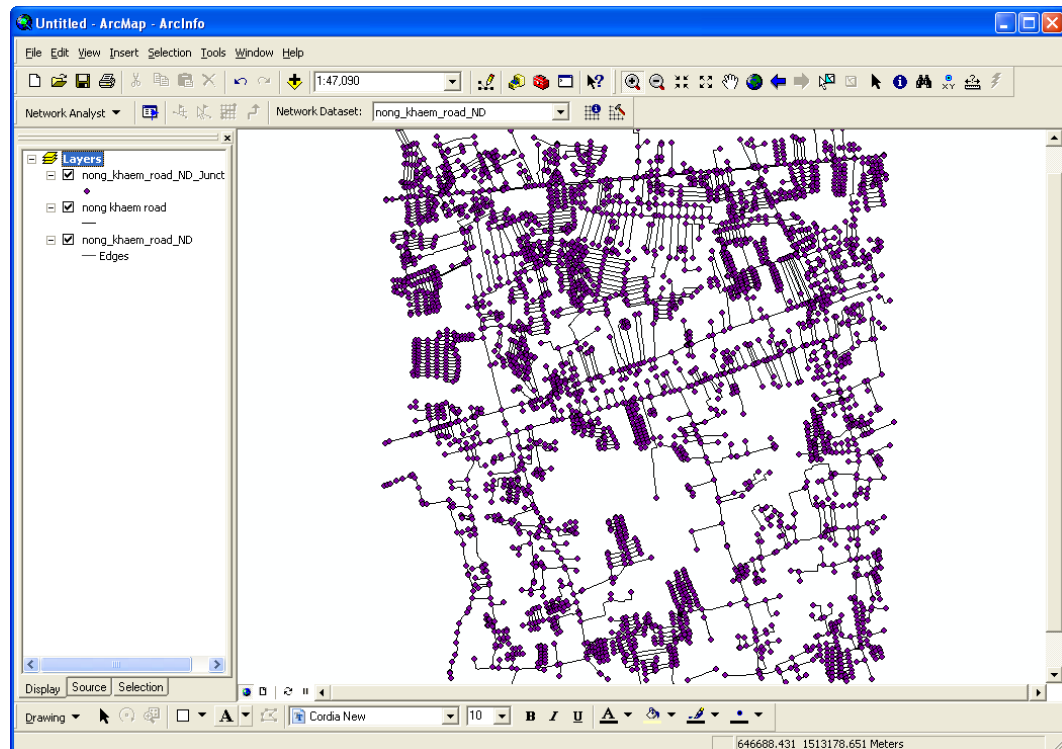 Untitled - ArcMap - ArcInfo
File Edit View Insert Selection Tools Window Help
1:47,090
Network Analyst Network Dataset: nong_khaem_road_ND
Layers
nong_khaem_road_ND_Junct
nong khaem road
nong_khaem_road_ND
Edges
Display Source Selection
Drawing A Cordia New 10 B I U A
646688.431 1513178.651 Meters